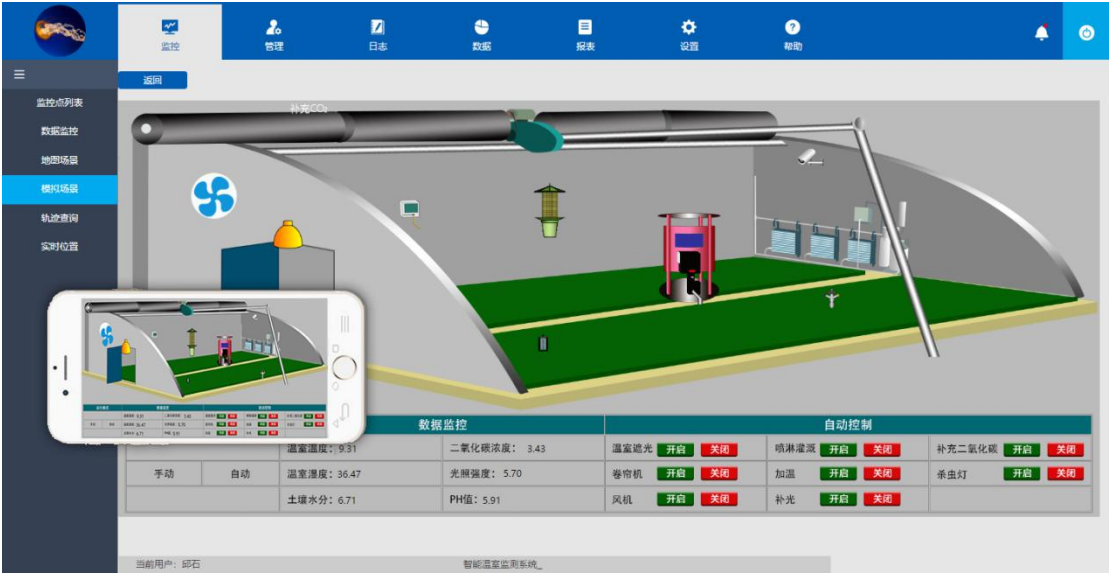 监控
管理
日志
数据
报表
设置
帮助
返回
监控点列表
数据监控
地图场景
模拟场景
轨迹查询
实时位置
补充CO₂
数据监控
自动控制
温室温度：9.31
二氧化碳浓度： 3.43
温室遮光 开启 关闭
喷淋灌溉 开启 关闭
补充二氧化碳 开启 关闭
手动
自动
温室湿度：36.47
光照强度： 5.70
卷帘机 开启 关闭
加温 开启 关闭
杀虫灯 开启 关闭
土壤水分：6.71
PH值：5.91
风机 开启 关闭
补光 开启 关闭
当前用户：邱石
智能温室监测系统_